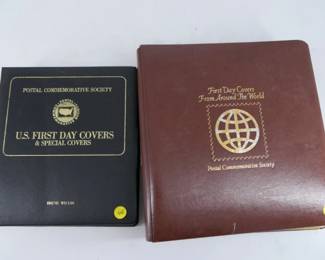 POSTAL COMMEMORATIVE SOCIETY
U.S. FIRST DAY COVERS
& SPECIAL COVERS
First Day Covers
From Around The World
Postal Commemorative Society